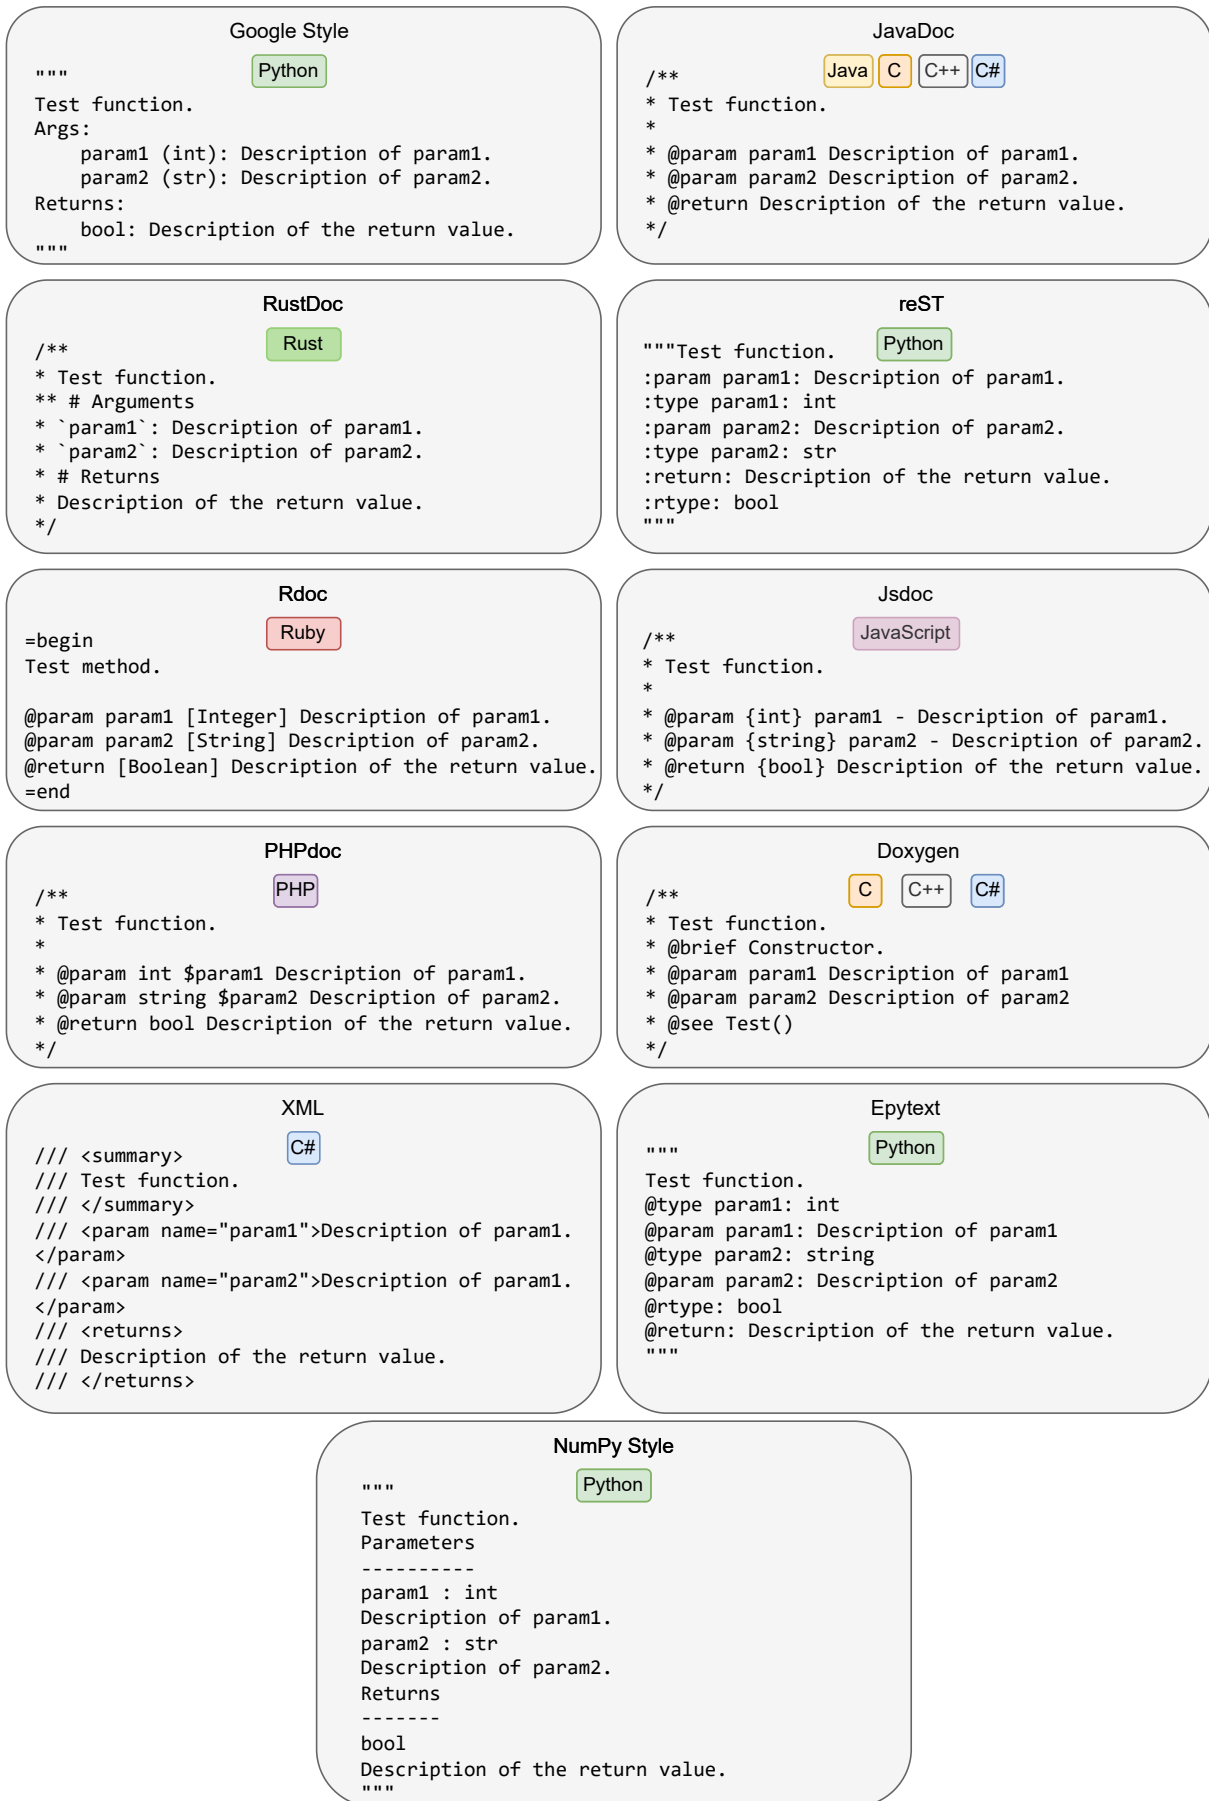 Google Style
Python
"""
Test function.
Args:
    param1 (int): Description of param1.
    param2 (str): Description of param2.
Returns:
    bool: Description of the return value.
"""
JavaDoc
Java C C++ C#
/**
* Test function.
*
* @param param1 Description of param1.
* @param param2 Description of param2.
* @return Description of the return value.
*/
RustDoc
Rust
/**
* Test function.
** # Arguments
* `param1`: Description of param1.
* `param2`: Description of param2.
* # Returns
* Description of the return value.
*/
reST
Python
"""Test function.
:param param1: Description of param1.
:type param1: int
:param param2: Description of param2.
:type param2: str
:return: Description of the return value.
:rtype: bool
"""
Rdoc
Ruby
=begin
Test method.
@param param1 [Integer] Description of param1.
@param param2 [String] Description of param2.
@return [Boolean] Description of the return value.
=end
Jsdoc
JavaScript
/**
* Test function.
*
* @param {int} param1 - Description of param1.
* @param {string} param2 - Description of param2.
* @return {bool} Description of the return value.
*/
PHPdoc
PHP
/**
* Test function.
*
* @param int $param1 Description of param1.
* @param string $param2 Description of param2.
* @return bool Description of the return value.
*/
Doxygen
C C++ C#
/**
* Test function.
* @brief Constructor.
* @param param1 Description of param1
* @param param2 Description of param2
* @see Test()
*/
XML
C#
/// <summary>
/// Test function.
/// </summary>
/// <param name="param1">Description of param1.
</param>
/// <param name="param2">Description of param1.
</param>
/// <returns>
/// Description of the return value.
/// </returns>
Epytext
Python
"""
Test function.
@type param1: int
@param param1: Description of param1
@type param2: string
@param param2: Description of param2
@rtype: bool
@return: Description of the return value.
"""
NumPy Style
Python
"""
Test function.
Parameters
----------
param1 : int
Description of param1.
param2 : str
Description of param2.
Returns
-------
bool
Description of the return value.
"""